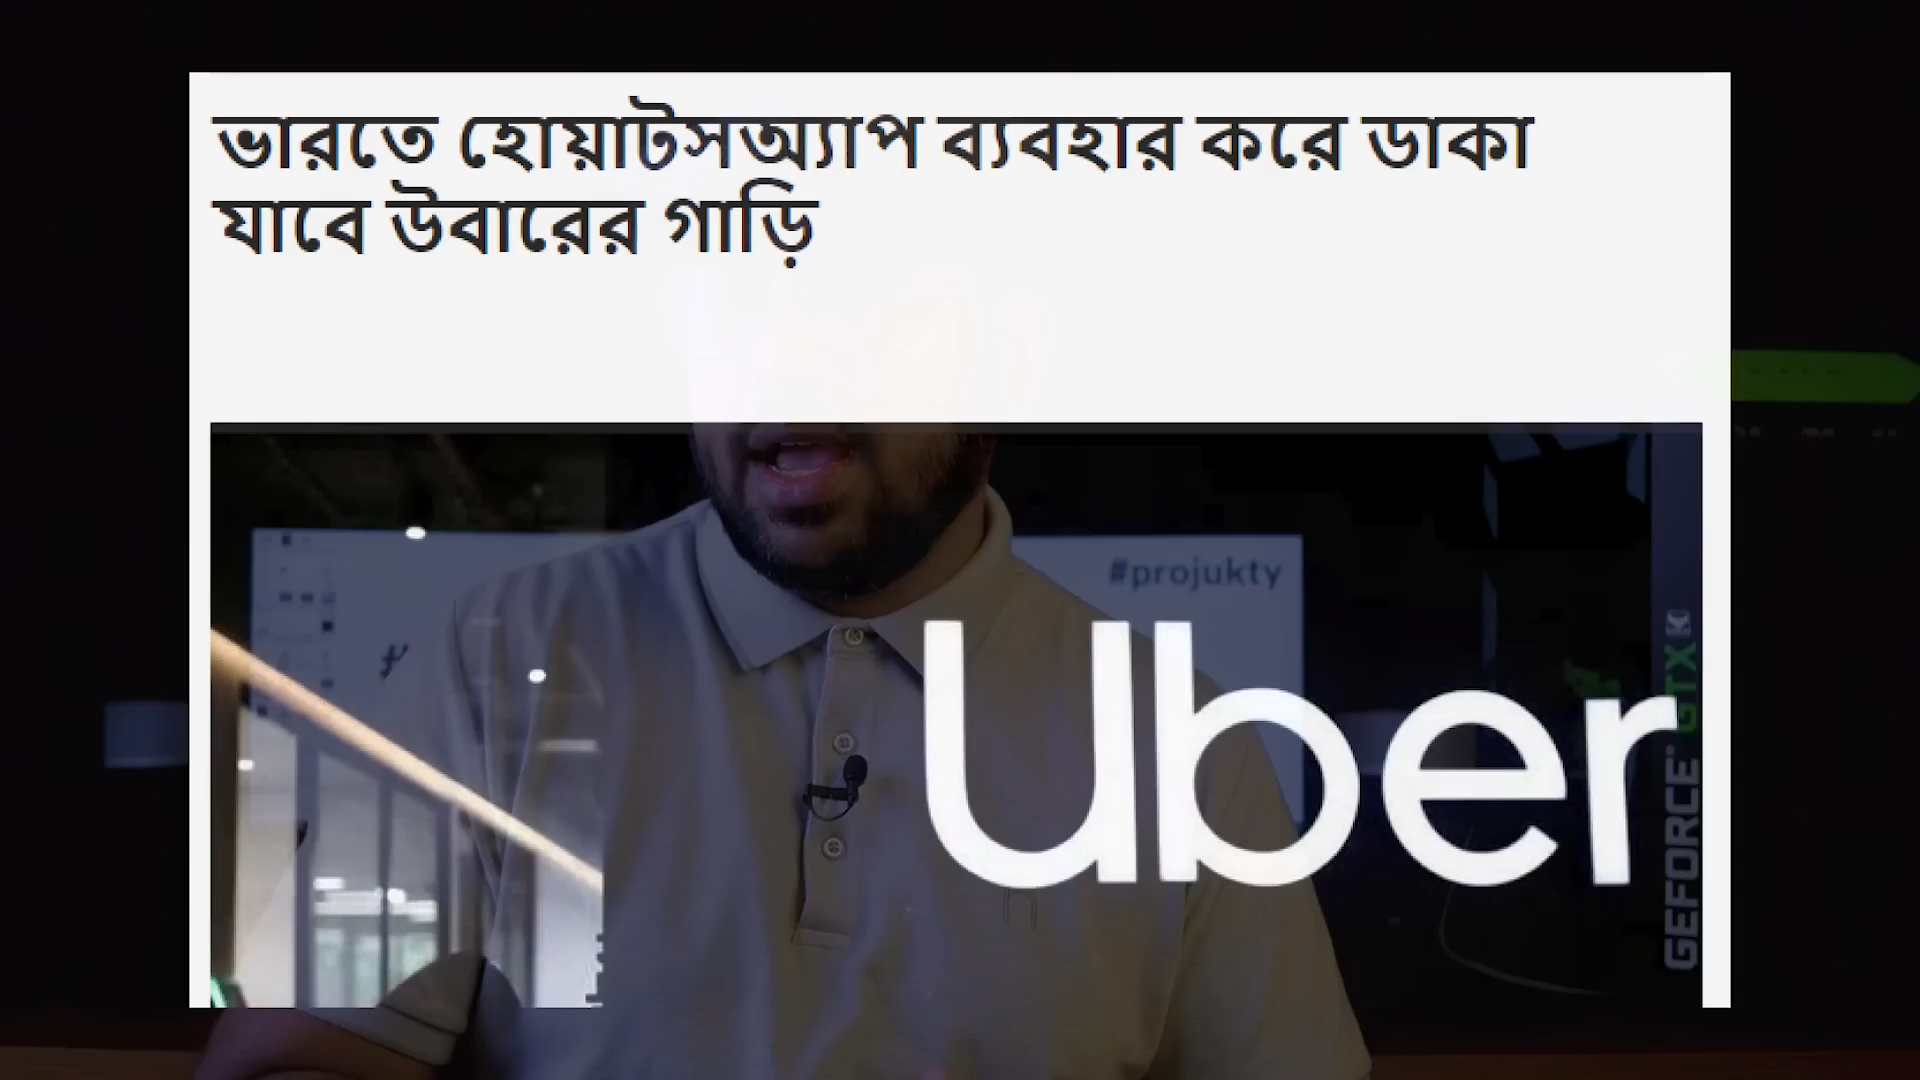 ভারতে হোয়াটসঅ্যাপ ব্যবহার করে ডাকা
যাবে উবারের গাড়ি
#projukty
Uber
GEFORCE GTX